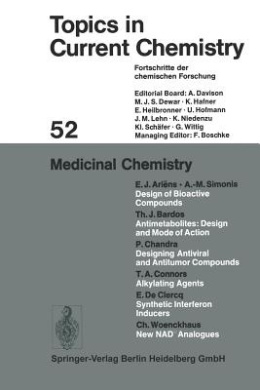 Topics in
Current Chemistry
Fortschritte der
chemischen Forschung
Editorial Board: A. Davison
M. J. S. Dewar · K. Hafner
E. Heilbronner · U. Hofmann
J. M. Lehn · K. Niedenzu
Kl. Schäfer · G. Wittig
Managing Editor: F. Boschke
52
Medicinal Chemistry
E. J. Ariëns · A.-M. Simonis
Design of Bioactive
Compounds
Th. J. Bardos
Antimetabolites: Design
and Mode of Action
P. Chandra
Designing Antiviral
and Antitumor Compounds
T. A. Connors
Alkylating Agents
E. De Clercq
Synthetic Interferon
Inducers
Ch. Woenckhaus
New NAD Analogues
Springer-Verlag Berlin Heidelberg GmbH